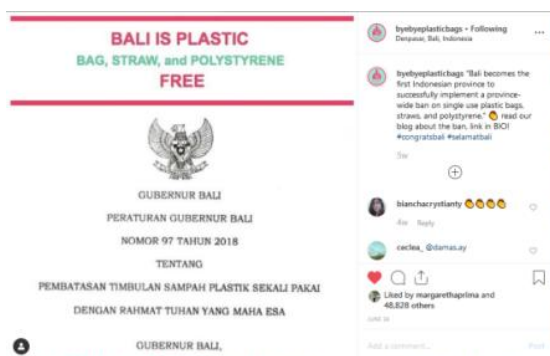 BALI IS PLASTIC
BAG, STRAW, and POLYSTYRENE
FREE
GUBERNUR BALI
PERATURAN GUBERNUR BALI
NOMOR 97 TAHUN 2018
TENTANG
PEMBATASAN TIMBULAN SAMPAH PLASTIK SEKALI PAKAI
DENGAN RAHMAT TUHAN YANG MAHA ESA
GUBERNUR BALI,
byebyeplasticbags • Following
Denpasar, Bali, Indonesia
byebyeplasticbags "Bali becomes the
first Indonesian province to
successfully implement a province-
wide ban on single use plastic bags,
straws, and polystyrene." 👏 read our
blog about the ban, link in BIO!
#congratsbali #selamatbali
5w
bianchacrystianty 👏👏👏👏
4w Reply
ceclea_ @damas.ay
Liked by margarethaprima and
48,828 others
Add a comment...
Post